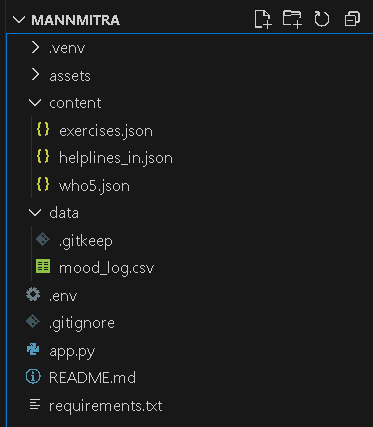 MANNMITRA
.venv
assets
content
exercises.json
helplines_in.json
who5.json
data
.gitkeep
mood_log.csv
.env
.gitignore
app.py
README.md
requirements.txt